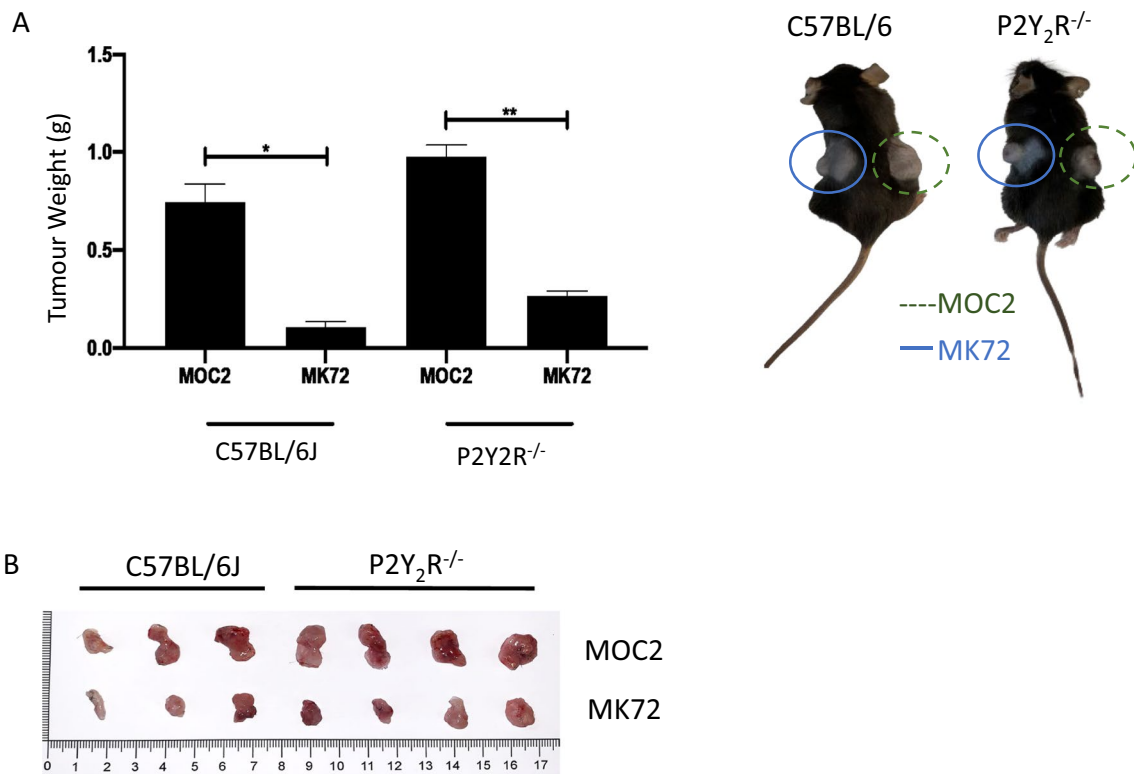 A
Tumour Weight (g)
1.5
1.0
0.5
0.0
*
**
MOC2
MK72
MOC2
MK72
C57BL/6J
P2Y2R-/-
C57BL/6
P2Y₂R-/-
----MOC2
MK72
B
C57BL/6J
P2Y₂R-/-
MOC2
MK72
0 1 2 3 4 5 6 7 8 9 10 11 12 13 14 15 16 17